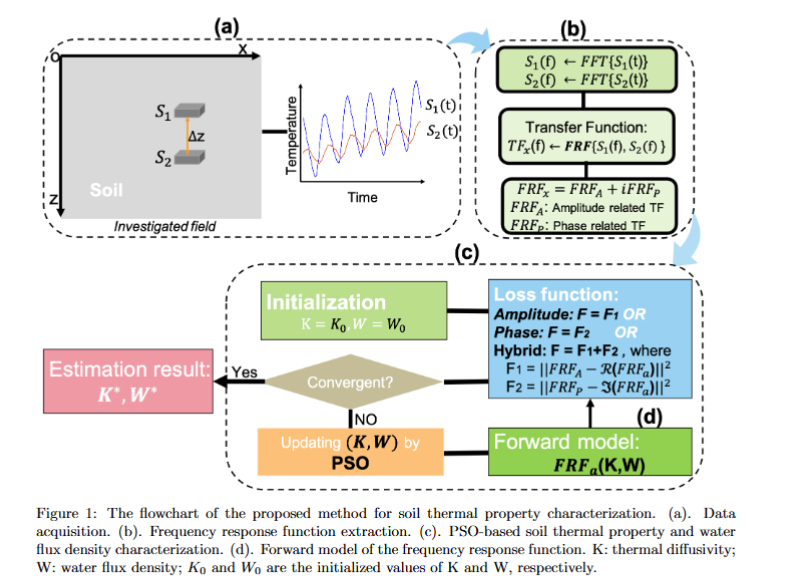 (a)
O
X
S₁
Δz
S₂
Soil
Z
Investigated field
Temperature
S₁(t)
S₂(t)
Time
(b)
S₁(f) ← FFT{S₁(t)}
S₂(f) ← FFT{S₂(t)}
Transfer Function:
TFₓ(f) ← FRF{S₁(f), S₂(f) }
FRFₓ = FRF_A + iFRF_P
FRF_A: Amplitude related TF
FRF_P: Phase related TF
(c)
Initialization
K = K₀, W = W₀
Loss function:
Amplitude: F = F₁ OR
Phase: F = F₂ OR
Hybrid: F = F₁+F₂ , where
F₁ = ||FRF_A − ℜ(FRFₐ)||²
F₂ = ||FRF_P − ℑ(FRFₐ)||²
Estimation result:
K*, W*
Yes
Convergent?
NO
Updating (K, W) by
PSO
(d)
Forward model:
FRFₐ(K,W)
Figure 1: The flowchart of the proposed method for soil thermal property characterization. (a). Data
acquisition. (b). Frequency response function extraction. (c). PSO-based soil thermal property and water
flux density characterization. (d). Forward model of the frequency response function. K: thermal diffusivity;
W: water flux density; K₀ and W₀ are the initialized values of K and W, respectively.